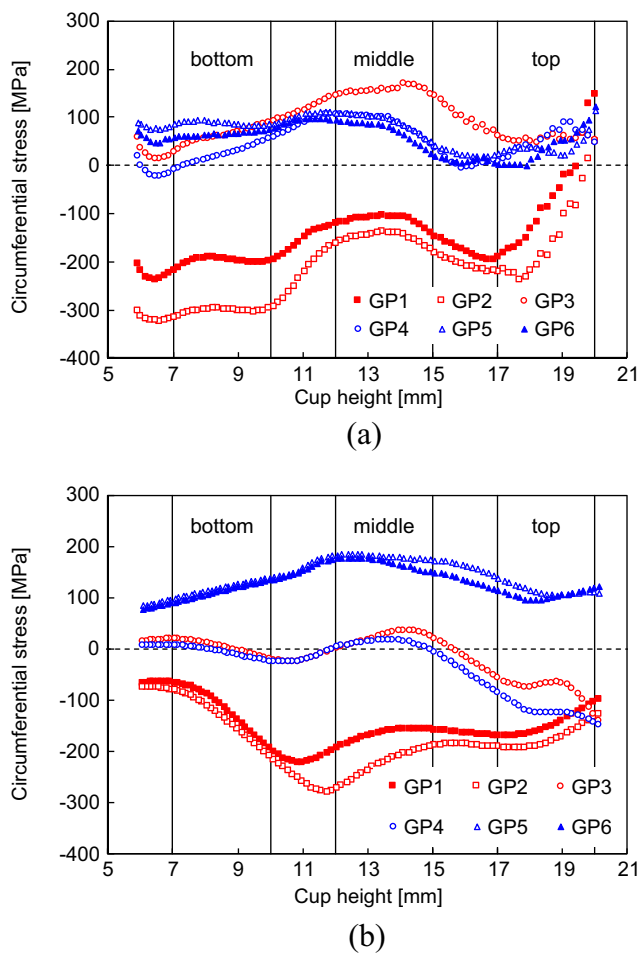 300
200
100
0
-100
-200
-300
-400
Circumferential stress [MPa]
bottom middle top
GP1 GP2 GP3
GP4 GP5 GP6
5 7 9 11 13 15 17 19 21
Cup height [mm]
(a)
300
200
100
0
-100
-200
-300
-400
Circumferential stress [MPa]
bottom middle top
GP1 GP2 GP3
GP4 GP5 GP6
5 7 9 11 13 15 17 19 21
Cup height [mm]
(b)